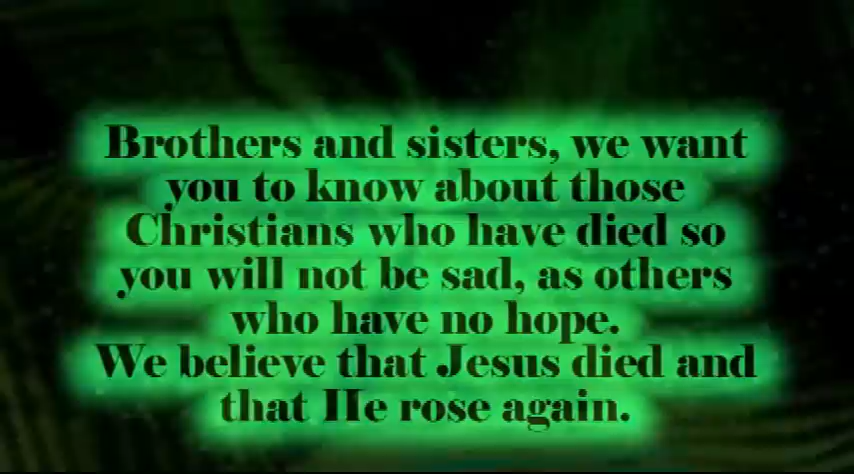 Brothers and sisters, we want
you to know about those
Christians who have died so
you will not be sad, as others
who have no hope.
We believe that Jesus died and
that He rose again.